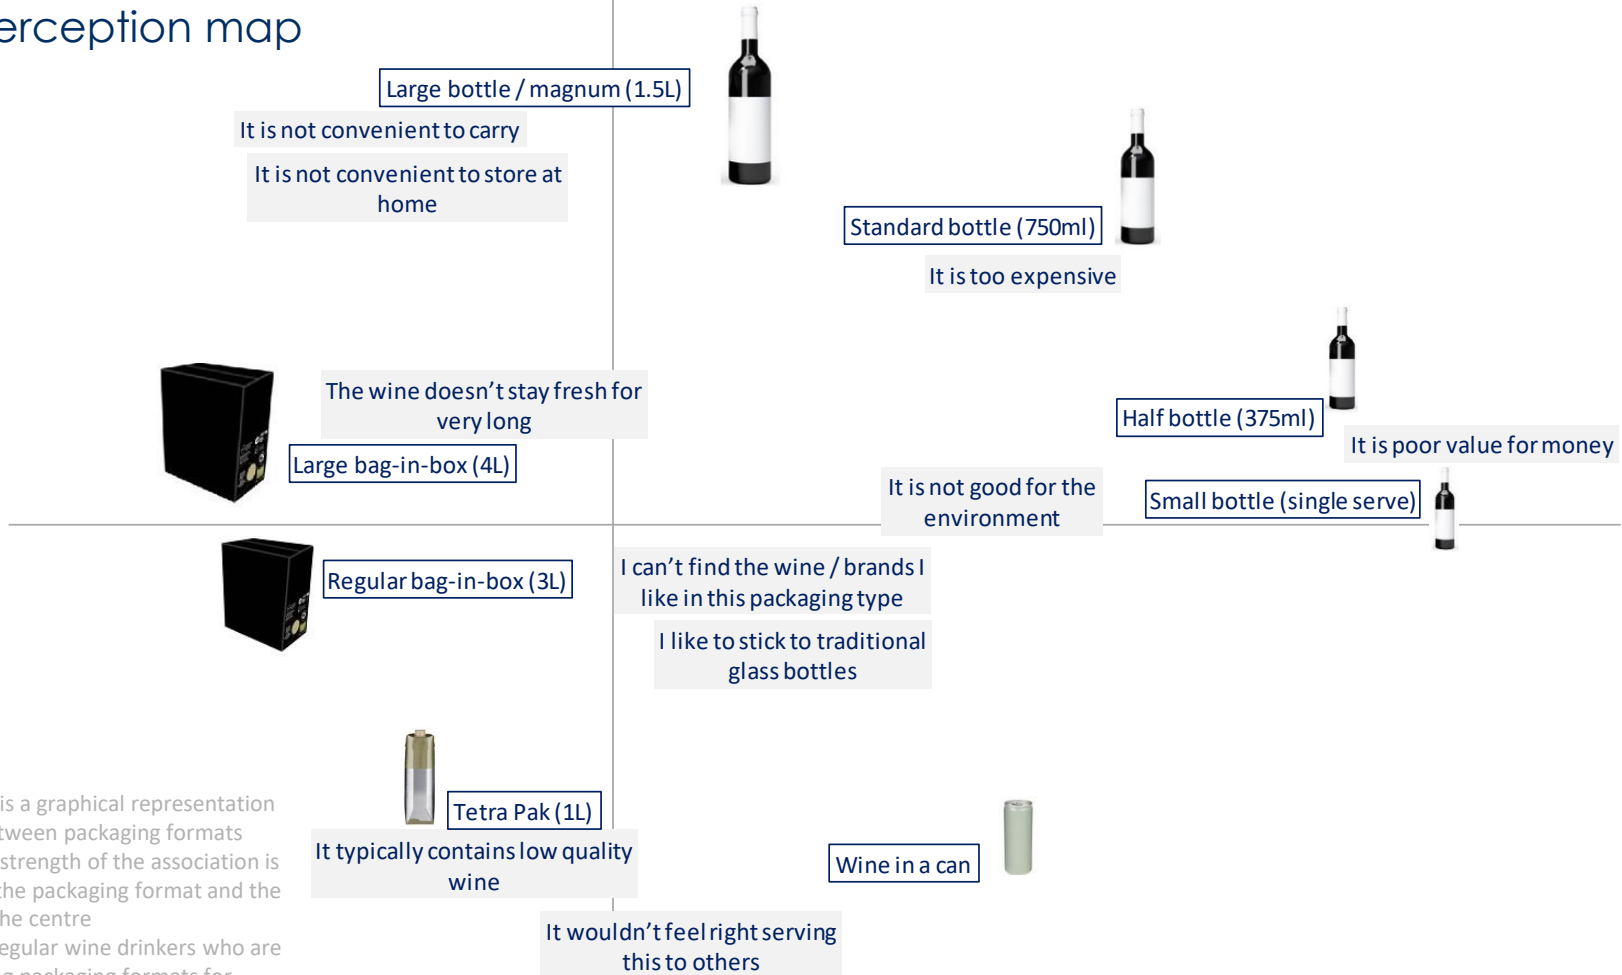 erception map
Large bottle / magnum (1.5L)
It is not convenient to carry
It is not convenient to store at
home
Standard bottle (750ml)
It is too expensive
The wine doesn't stay fresh for
very long
Large bag-in-box (4L)
Half bottle (375ml)
It is poor value for money
It is not good for the
environment
Small bottle (single serve)
Regular bag-in-box (3L)
I can't find the wine / brands I
like in this packaging type
I like to stick to traditional
glass bottles
Tetra Pak (1L)
It typically contains low quality
wine
Wine in a can
It wouldn't feel right serving
this to others
is a graphical representation
tween packaging formats
strength of the association is
the packaging format and the
he centre
egular wine drinkers who are
g packaging formats for